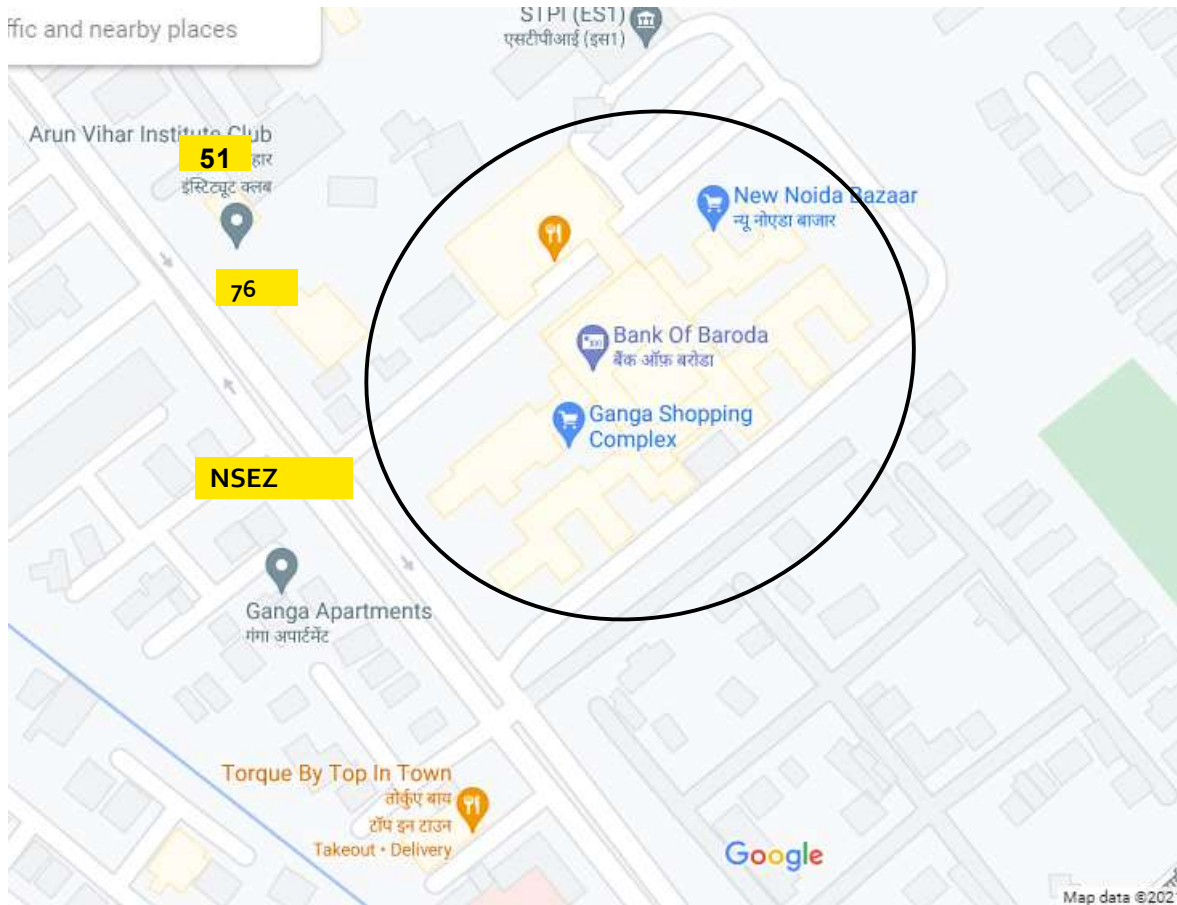 ffic and nearby places
STPI (ES1)
एसटीपीआई (इस1)
Arun Vihar Institute Club
51 हार
इंस्टिट्यूट क्लब
New Noida Bazaar
न्यू नोएडा बाजार
76
Bank Of Baroda
बैंक ऑफ़ बरोडा
Ganga Shopping
Complex
NSEZ
Ganga Apartments
गंगा अपार्टमेंट
Torque By Top In Town
तोर्कुए बाय
टॉप इन टाउन
Takeout • Delivery
Google
Map data ©202